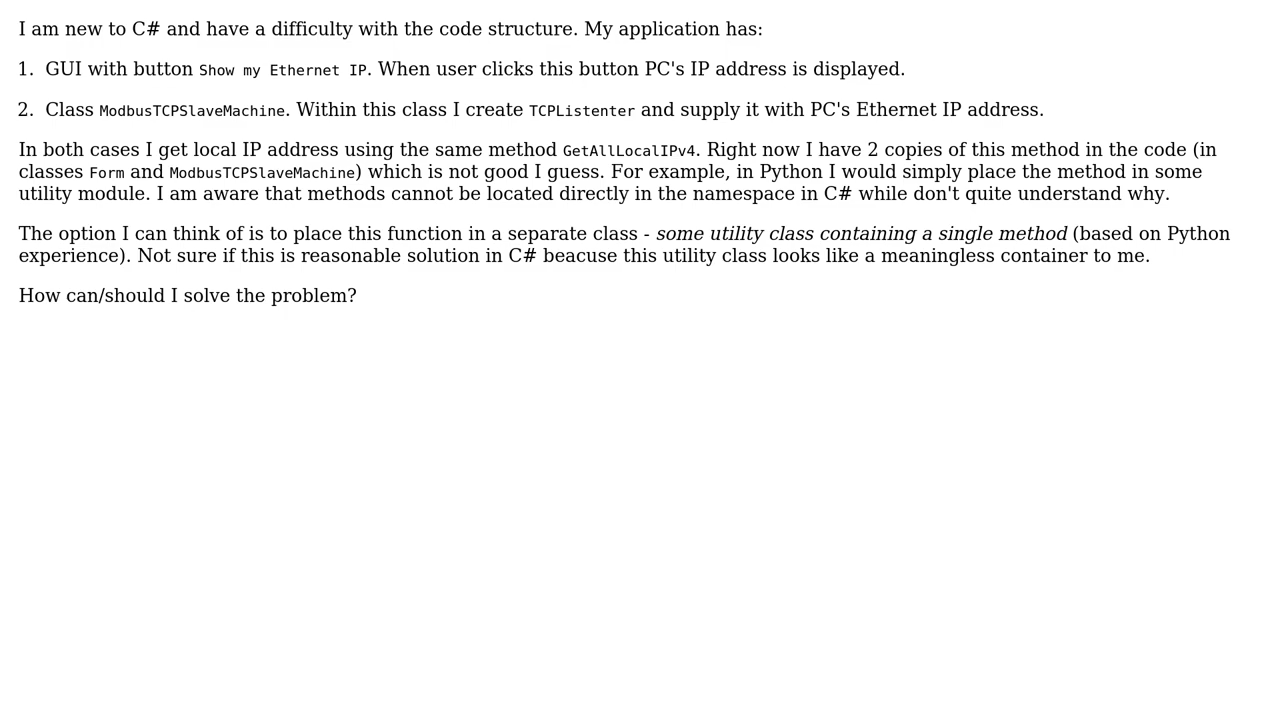 I am new to C# and have a difficulty with the code structure. My application has:
1. GUI with button Show my Ethernet IP. When user clicks this button PC's IP address is displayed.
2. Class ModbusTCPSlaveMachine. Within this class I create TCPListenter and supply it with PC's Ethernet IP address.
In both cases I get local IP address using the same method GetAllLocalIPv4. Right now I have 2 copies of this method in the code (in
classes Form and ModbusTCPSlaveMachine) which is not good I guess. For example, in Python I would simply place the method in some
utility module. I am aware that methods cannot be located directly in the namespace in C# while don't quite understand why.
The option I can think of is to place this function in a separate class - some utility class containing a single method (based on Python
experience). Not sure if this is reasonable solution in C# beacuse this utility class looks like a meaningless container to me.
How can/should I solve the problem?